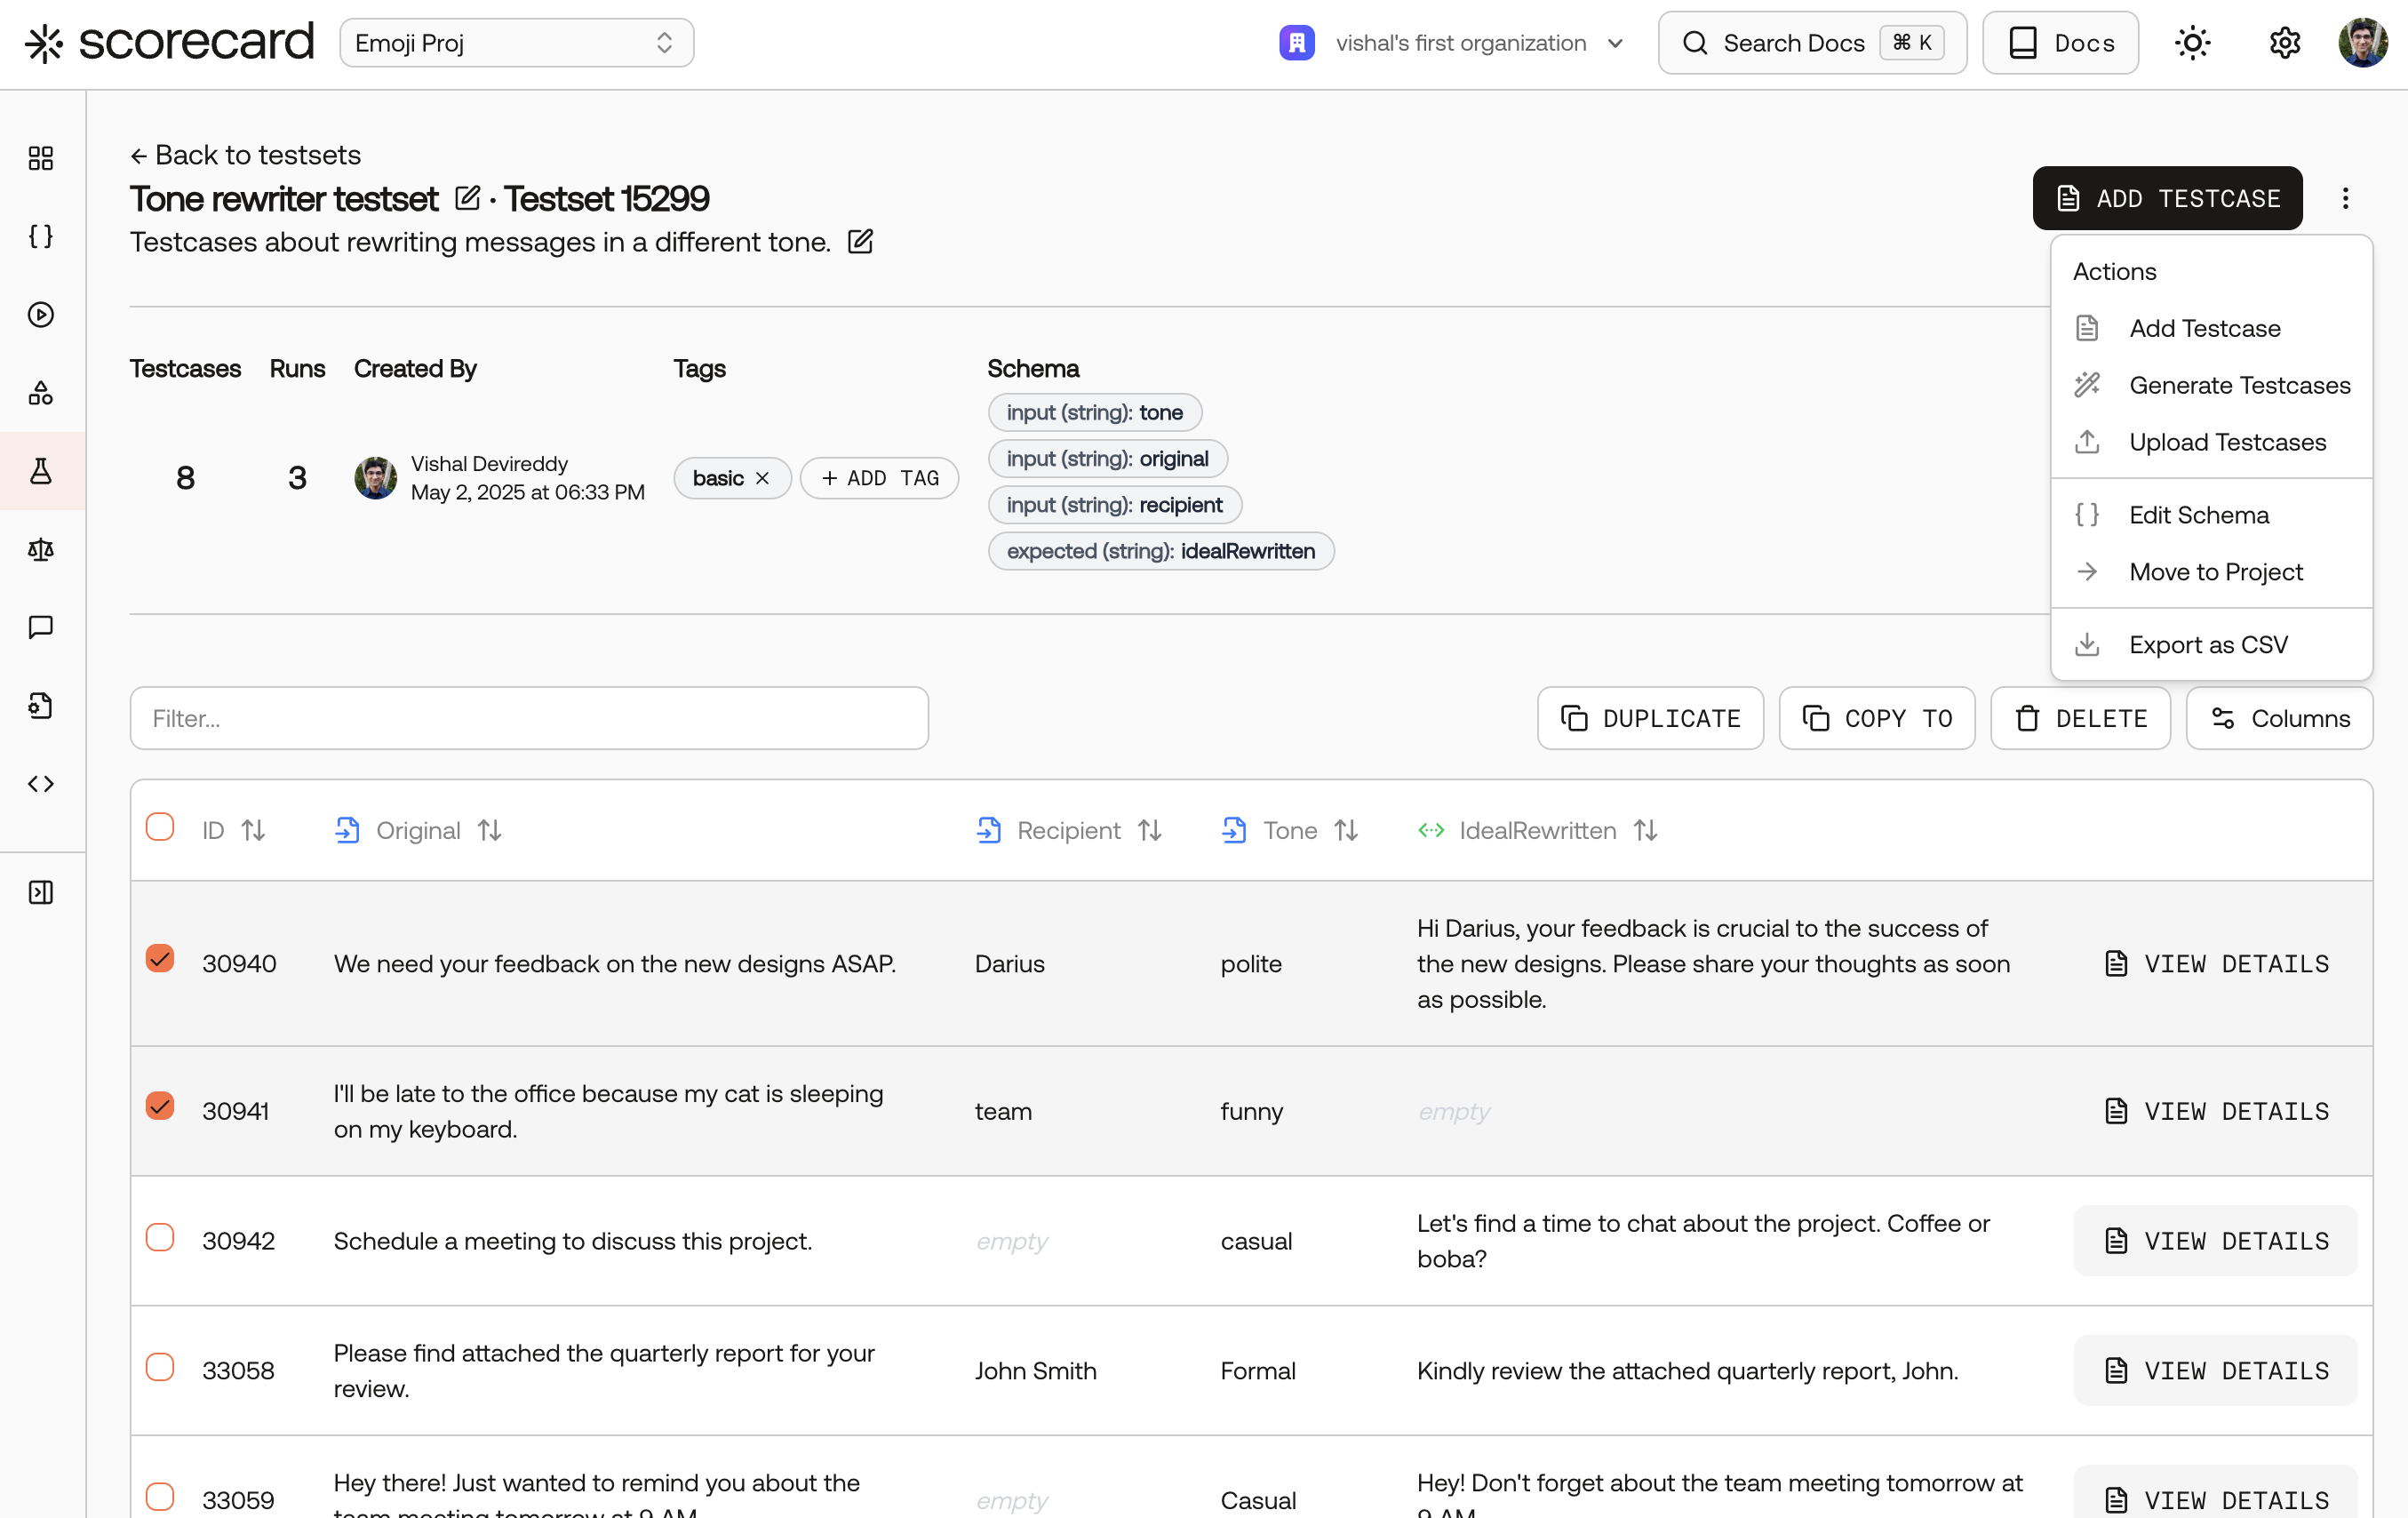 scorecard
Emoji Proj
vishal's first organization
Search Docs ⌘ K
Docs
← Back to testsets
Tone rewriter testset · Testset 15299
Testcases about rewriting messages in a different tone.
ADD TESTCASE
Actions
Add Testcase
Generate Testcases
Upload Testcases
Edit Schema
Move to Project
Export as CSV
Testcases Runs Created By Tags Schema
8 3
Vishal Devireddy
May 2, 2025 at 06:33 PM
basic ×
+ ADD TAG
input (string): tone
input (string): original
input (string): recipient
expected (string): idealRewritten
Filter...
DUPLICATE
COPY TO
DELETE
Columns
ID Original Recipient Tone IdealRewritten
30940
We need your feedback on the new designs ASAP.
Darius
polite
Hi Darius, your feedback is crucial to the success of
the new designs. Please share your thoughts as soon
as possible.
VIEW DETAILS
30941
I'll be late to the office because my cat is sleeping
on my keyboard.
team
funny
empty
VIEW DETAILS
30942
Schedule a meeting to discuss this project.
empty
casual
Let's find a time to chat about the project. Coffee or
boba?
VIEW DETAILS
33058
Please find attached the quarterly report for your
review.
John Smith
Formal
Kindly review the attached quarterly report, John.
VIEW DETAILS
33059
Hey there! Just wanted to remind you about the
team meeting tomorrow at 9 AM.
empty
Casual
Hey! Don't forget about the team meeting tomorrow at
9 AM.
VIEW DETAILS